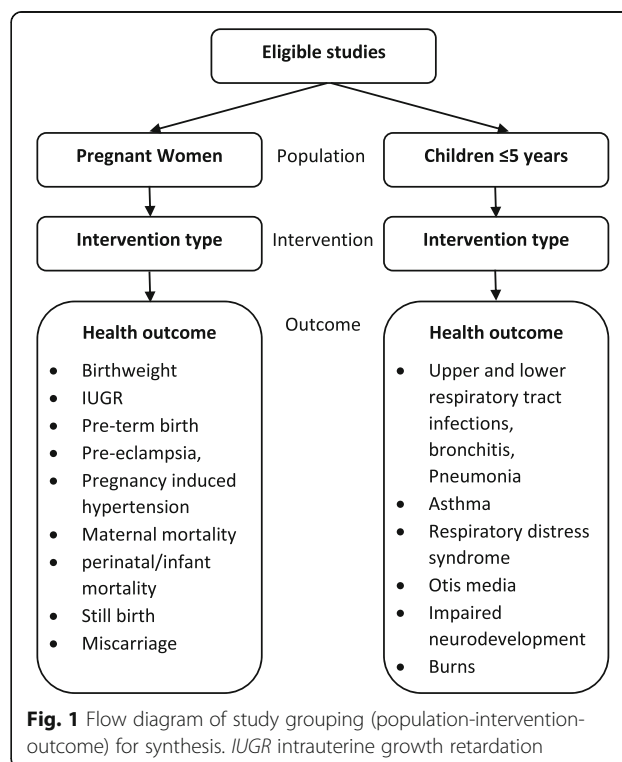 Eligible studies
Pregnant Women
Population
Children ≤5 years
Intervention type
Intervention
Intervention type
Outcome
Health outcome
• Birthweight
• IUGR
• Pre-term birth
• Pre-eclampsia,
• Pregnancy induced
hypertension
• Maternal mortality
• perinatal/infant
mortality
• Still birth
• Miscarriage
Health outcome
• Upper and lower
respiratory tract
infections,
bronchitis,
Pneumonia
• Asthma
• Respiratory distress
syndrome
• Otis media
• Impaired
neurodevelopment
• Burns
Fig. 1 Flow diagram of study grouping (population-intervention-
outcome) for synthesis. IUGR intrauterine growth retardation